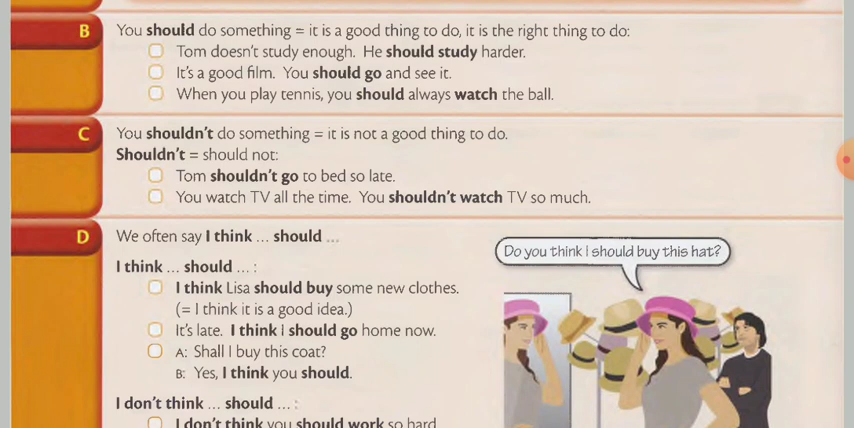 B
You should do something = it is a good thing to do, it is the right thing to do:
Tom doesn't study enough. He should study harder.
It's a good film. You should go and see it.
When you play tennis, you should always watch the ball.
C
You shouldn't do something = it is not a good thing to do.
Shouldn't = should not:
Tom shouldn't go to bed so late.
You watch TV all the time. You shouldn't watch TV so much.
D
We often say I think ... should ...
I think ... should ... :
I think Lisa should buy some new clothes.
(= I think it is a good idea.)
It's late. I think I should go home now.
A: Shall I buy this coat?
B: Yes, I think you should.
I don't think ... should ... :
I don't think you should work so hard
Do you think I should buy this hat?